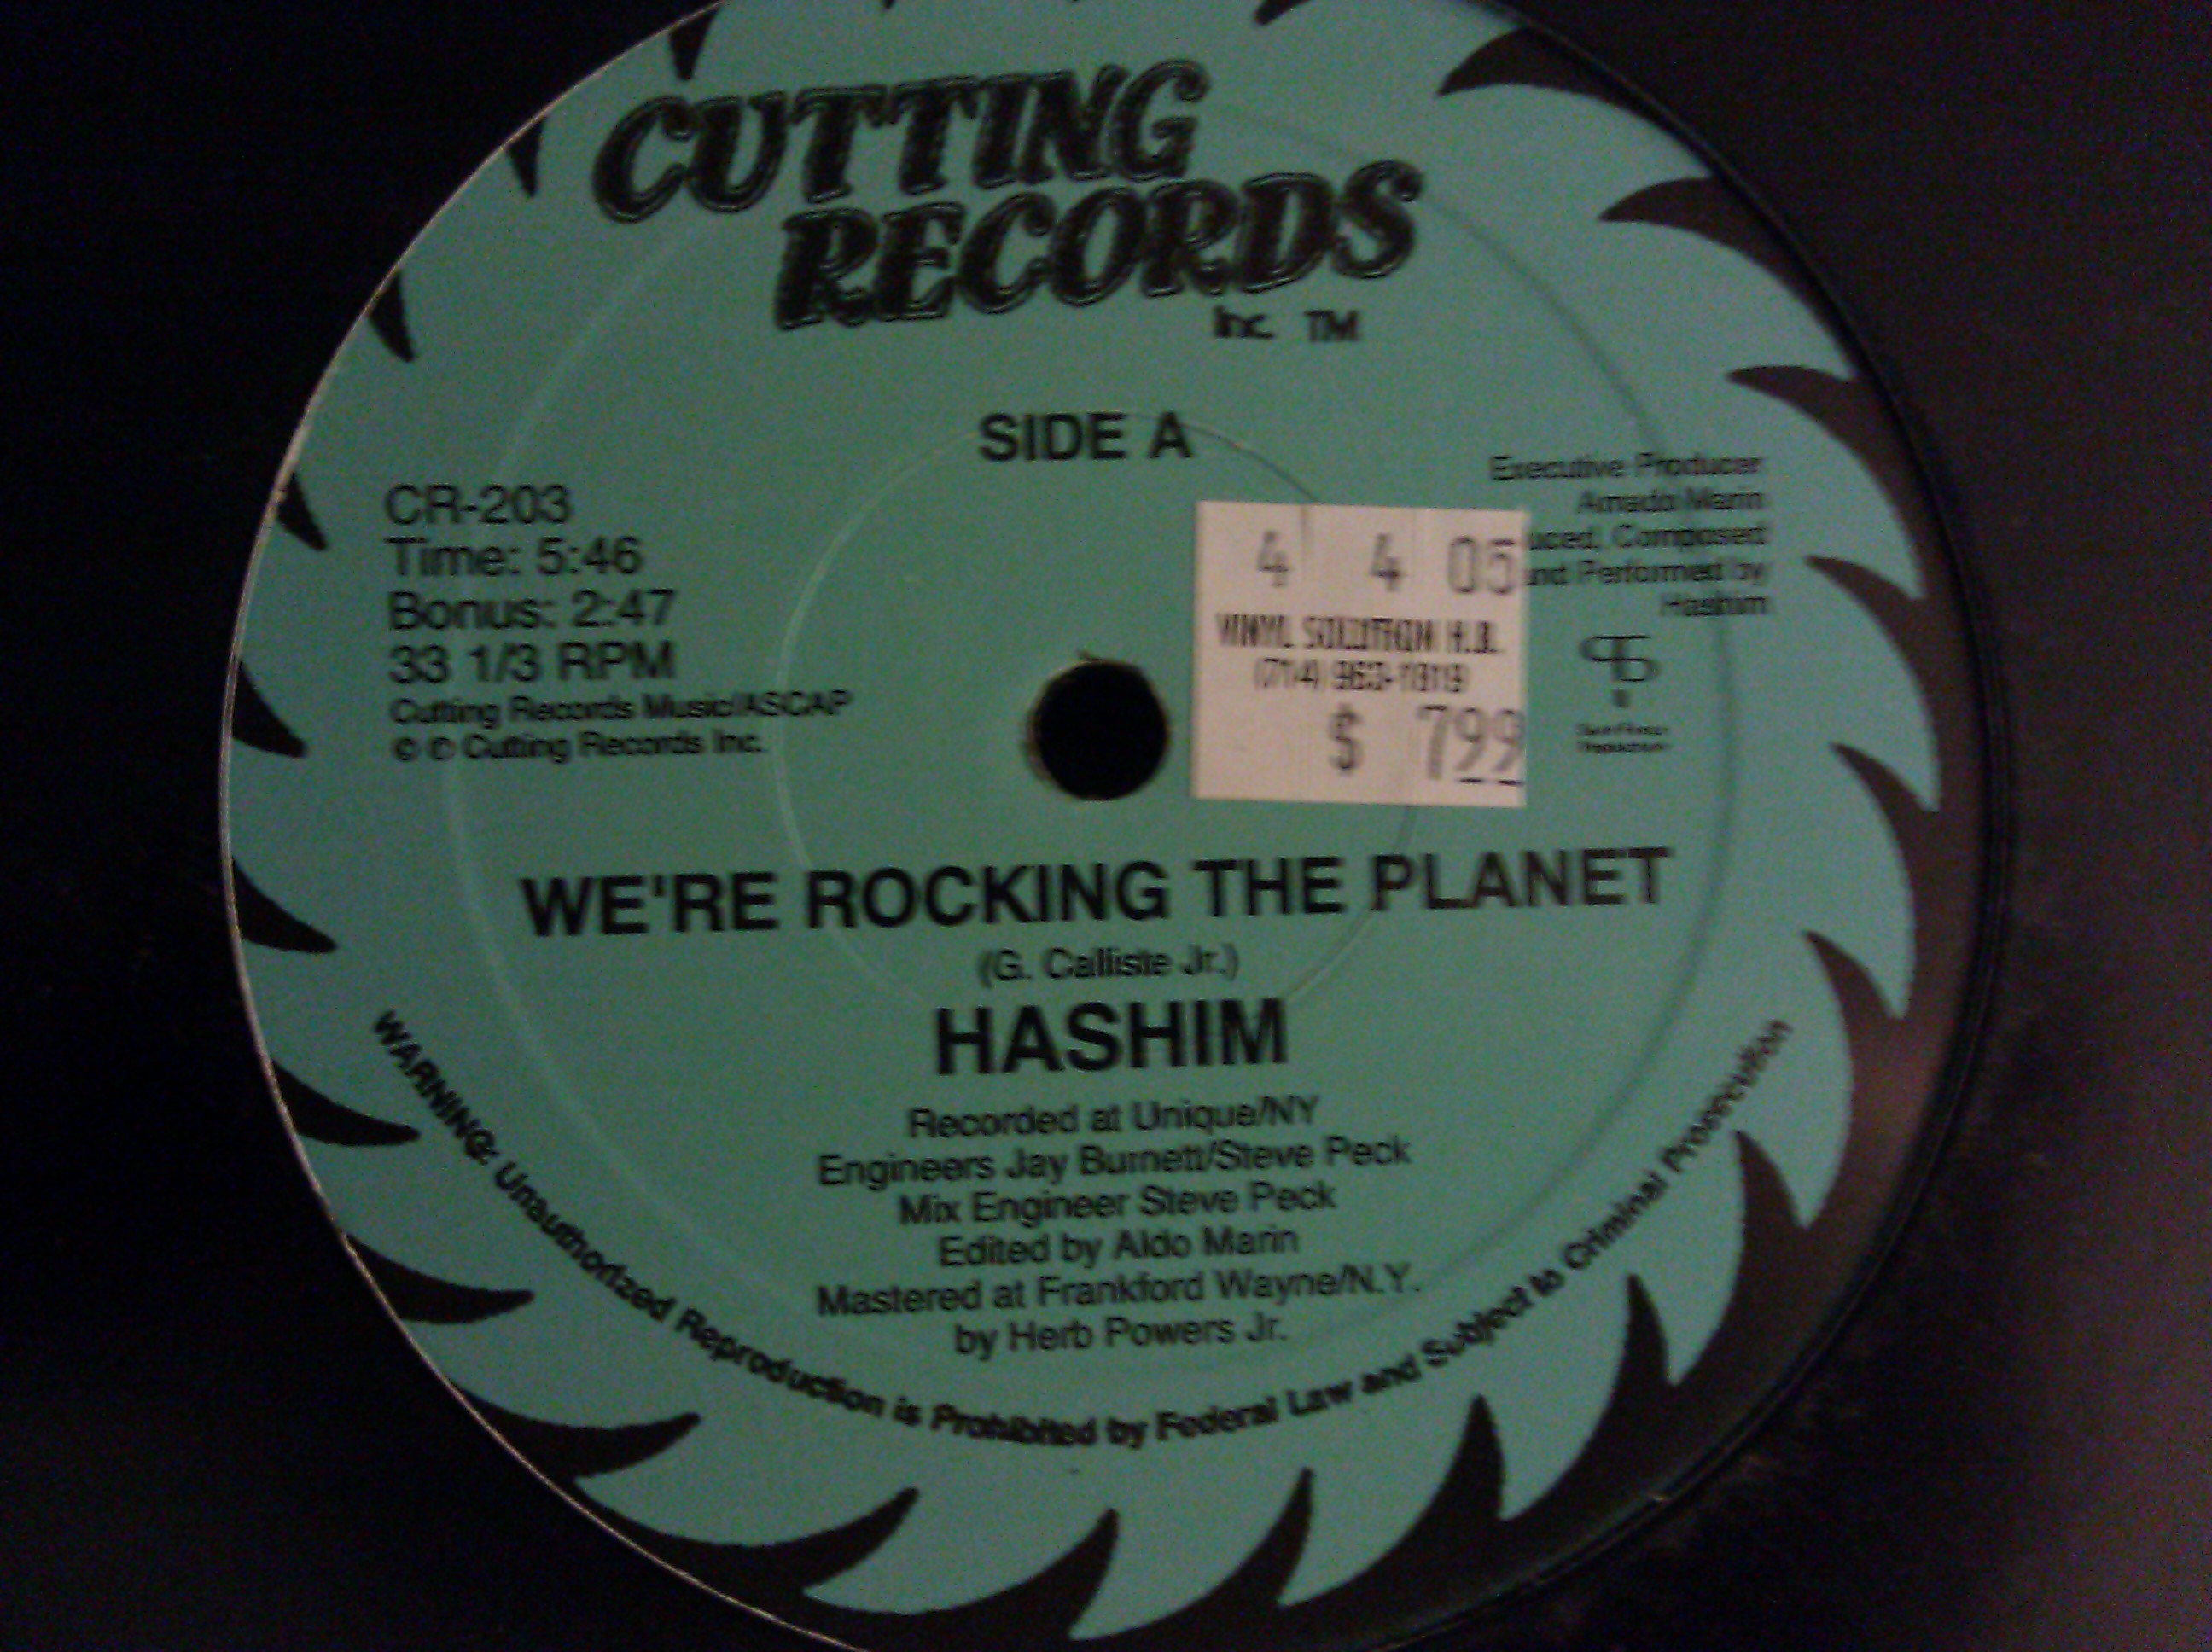 CUTTING
RECORDS
Inc. TM
SIDE A
CR-203
Time: 5:46
Bonus: 2:47
33 1/3 RPM
Cutting Records Music/ASCAP
℗ © Cutting Records Inc.
Executive Producer
Amado Marin
uced, Composed
and Performed by
Hashim
4 4 05
VINYL SOLUTION H.B.
(714) 963-1819
$ 799
WE'RE ROCKING THE PLANET
(G. Calliste Jr.)
HASHIM
Recorded at Unique/NY
Engineers Jay Burnett/Steve Peck
Mix Engineer Steve Peck
Edited by Aldo Marin
Mastered at Frankford Wayne/N.Y.
by Herb Powers Jr.
WARNING: Unauthorized Reproduction is Prohibited by Federal Law and Subject to Criminal Prosecution